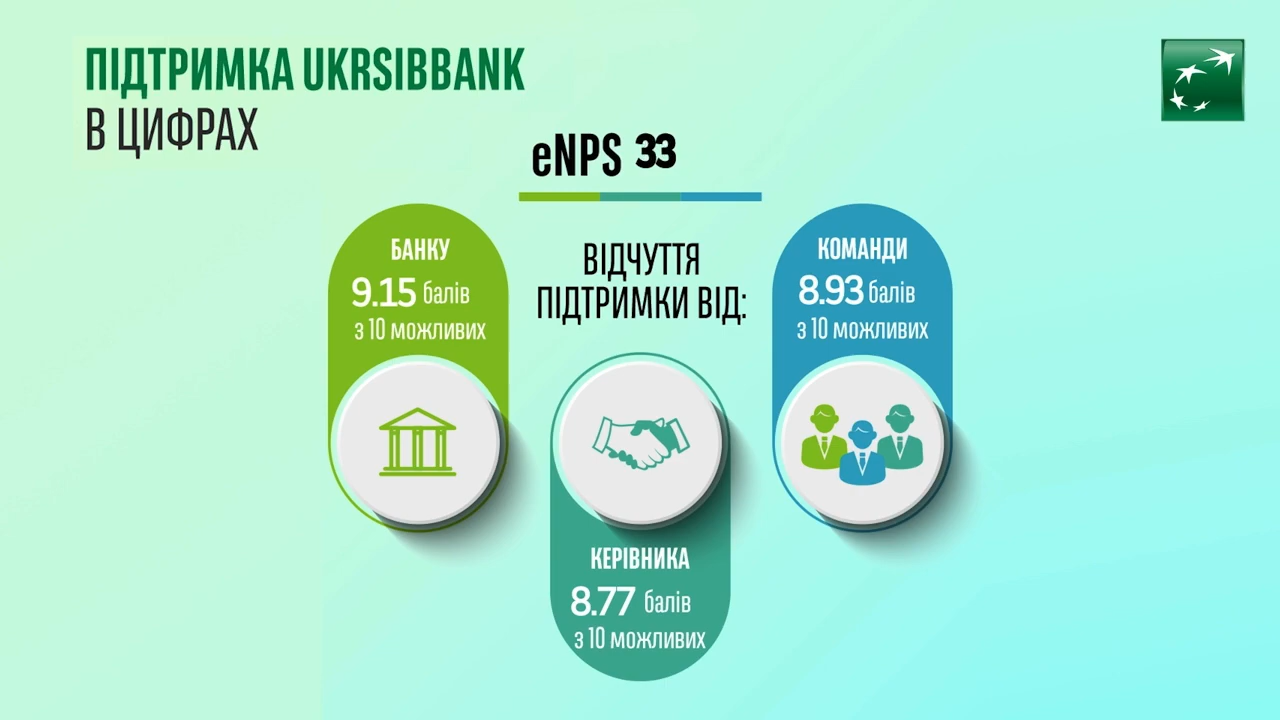 ПІДТРИМКА UKRSIBBANK
В ЦИФРАХ
eNPS 33
ВІДЧУТТЯ
ПІДТРИМКИ ВІД:
БАНКУ
9.15 балів
з 10 можливих
КЕРІВНИКА
8.77 балів
з 10 можливих
КОМАНДИ
8.93 балів
з 10 можливих